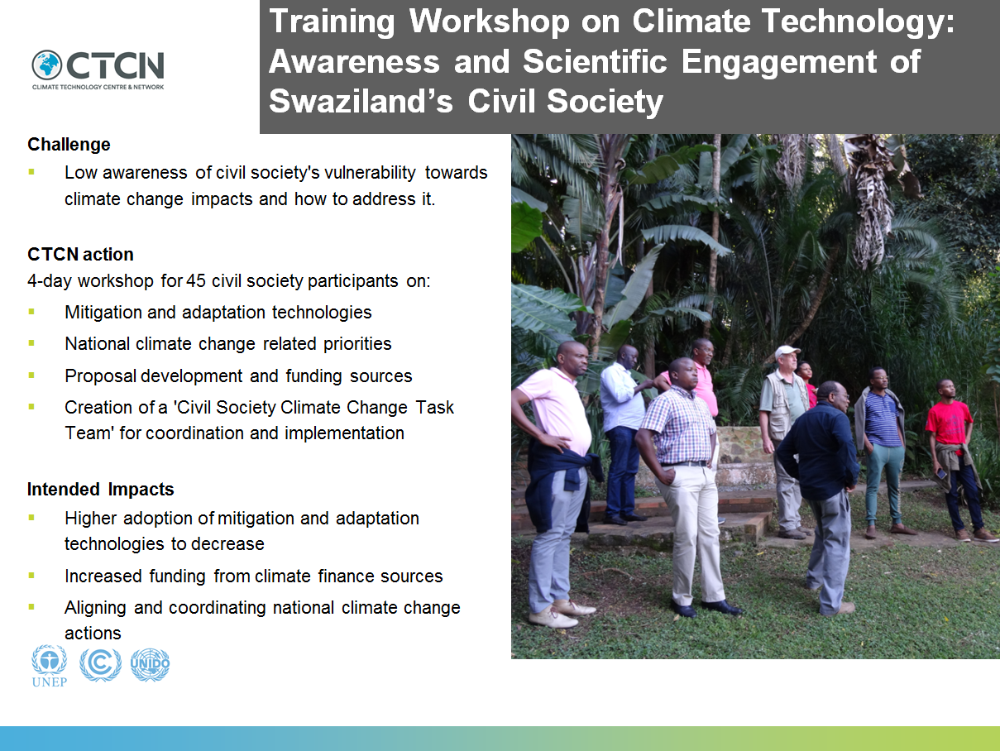 Training Workshop on Climate Technology:
Awareness and Scientific Engagement of
Swaziland’s Civil Society
CTCN
CLIMATE TECHNOLOGY CENTRE & NETWORK
Challenge
Low awareness of civil society's vulnerability towards
climate change impacts and how to address it.
CTCN action
4-day workshop for 45 civil society participants on:
Mitigation and adaptation technologies
National climate change related priorities
Proposal development and funding sources
Creation of a 'Civil Society Climate Change Task
Team' for coordination and implementation
Intended Impacts
Higher adoption of mitigation and adaptation
technologies to decrease
Increased funding from climate finance sources
Aligning and coordinating national climate change
actions
UNEP
UNIDO